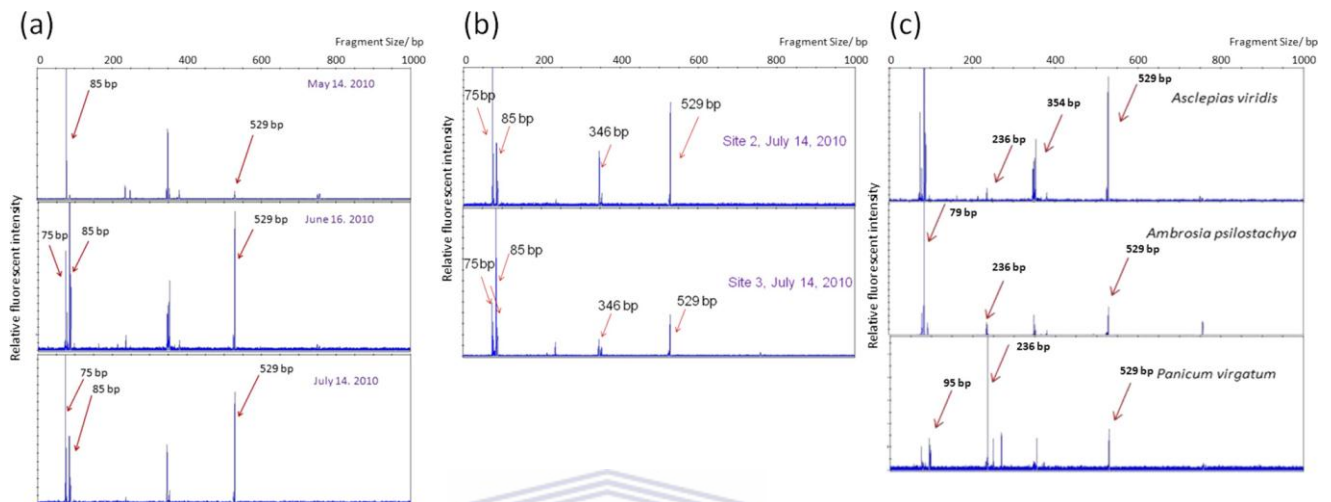 (a)
Fragment Size/ bp
0 200 400 600 800 1000
Relative fluorescent intensity
May 14. 2010
85 bp
529 bp
June 16. 2010
75 bp
85 bp
529 bp
July 14. 2010
75 bp
85 bp
529 bp
(b)
Fragment Size/ bp
0 200 400 600 800 1000
Relative fluorescent intensity
75 bp
85 bp
346 bp
529 bp
Site 2, July 14, 2010
75 bp
85 bp
346 bp
529 bp
Site 3, July 14, 2010
(c)
Fragment Size/ bp
0 200 400 600 800 1000
Relative fluorescent intensity
236 bp
354 bp
529 bp
Asclepias viridis
79 bp
236 bp
529 bp
Ambrosia psilostachya
95 bp
236 bp
529 bp
Panicum virgatum